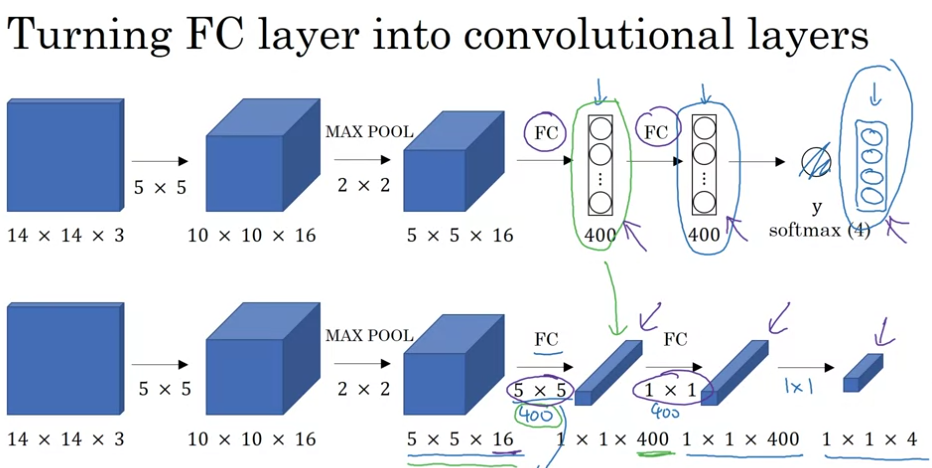 Turning FC layer into convolutional layers
MAX POOL
FC
FC
5 × 5
2 × 2
y
14 × 14 × 3
10 × 10 × 16
5 × 5 × 16
400
400
softmax (4)
MAX POOL
FC
FC
5 × 5
2 × 2
5 × 5
1 × 1
1×1
400
400
14 × 14 × 3
10 × 10 × 16
5 × 5 × 16
1 × 1 × 400
1 × 1 × 400
1 × 1 × 4